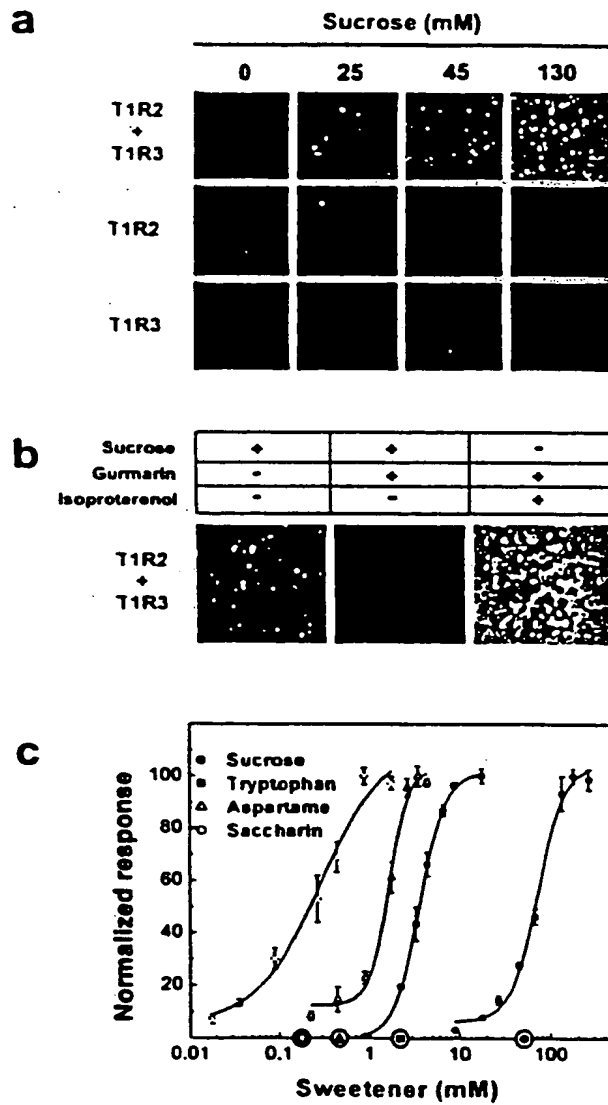 a
Sucrose (mM)
0 25 45 130
T1R2
+
T1R3
T1R2
T1R3
b
Sucrose + + -
Gurmarin - + +
Isoproterenol - - +
T1R2
+
T1R3
c
Sucrose
Tryptophan
Aspartame
Saccharin
Normalized response
100
80
60
40
20
0.01 0.1 1 10 100
Sweetener (mM)